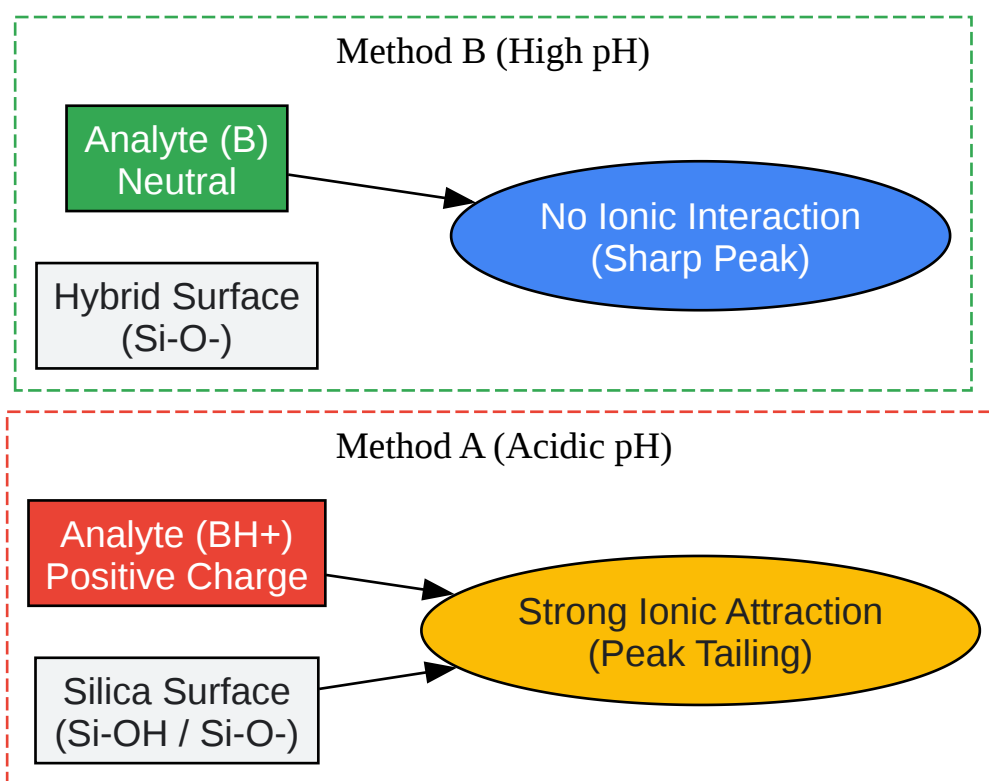 Method B (High pH)
Analyte (B)
Neutral
No Ionic Interaction
(Sharp Peak)
Hybrid Surface
(Si-O-)
Method A (Acidic pH)
Analyte (BH+)
Positive Charge
Strong Ionic Attraction
(Peak Tailing)
Silica Surface
(Si-OH / Si-O-)